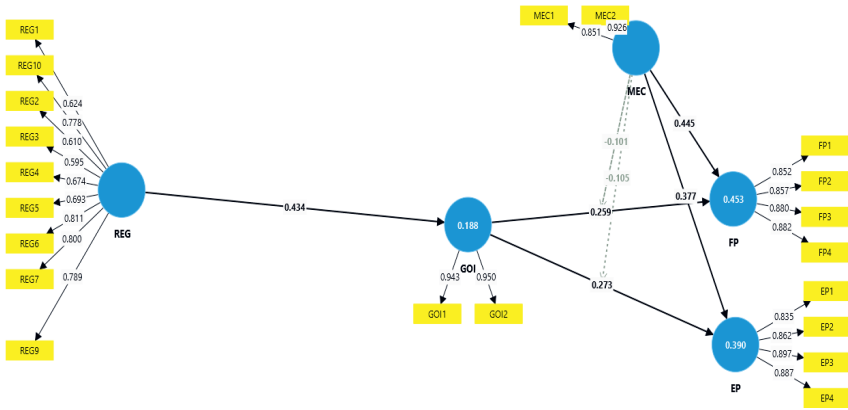 MEC1
MEC2
REG1
0.926
0.851
REG10
MEC
REG2
0.624
0.778
0.445
REG3
0.610
-0.101
FP1
0.595
0.852
REG4
0.674
-0.105
FP2
0.857
0.693
0.377
0.453
REG5
0.811
0.434
0.259
0.880
FP3
REG
0.188
0.882
REG6
0.800
FP
FP4
GOI
REG7
0.789
0.943
0.950
0.273
EP1
GOI1
GOI2
0.835
EP2
0.862
0.390
REG9
0.897
EP3
0.887
EP
EP4